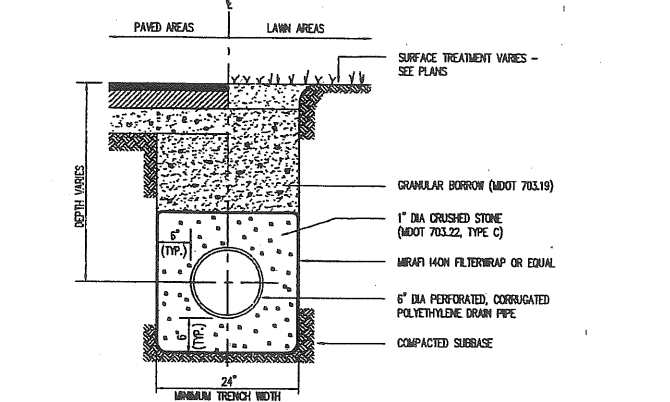 ℄
PAVED AREAS
LAWN AREAS
SURFACE TREATMENT VARIES –
SEE PLANS
DEPTH VARIES
GRANULAR BORROW (MDOT 703.19)
1" DIA CRUSHED STONE
(MDOT 703.22, TYPE C)
6"
(TYP.)
MIRAFI 140N FILTERWRAP OR EQUAL
6" DIA PERFORATED, CORRUGATED
POLYETHYLENE DRAIN PIPE
6"
(TYP.)
COMPACTED SUBBASE
24"
MINIMUM TRENCH WIDTH